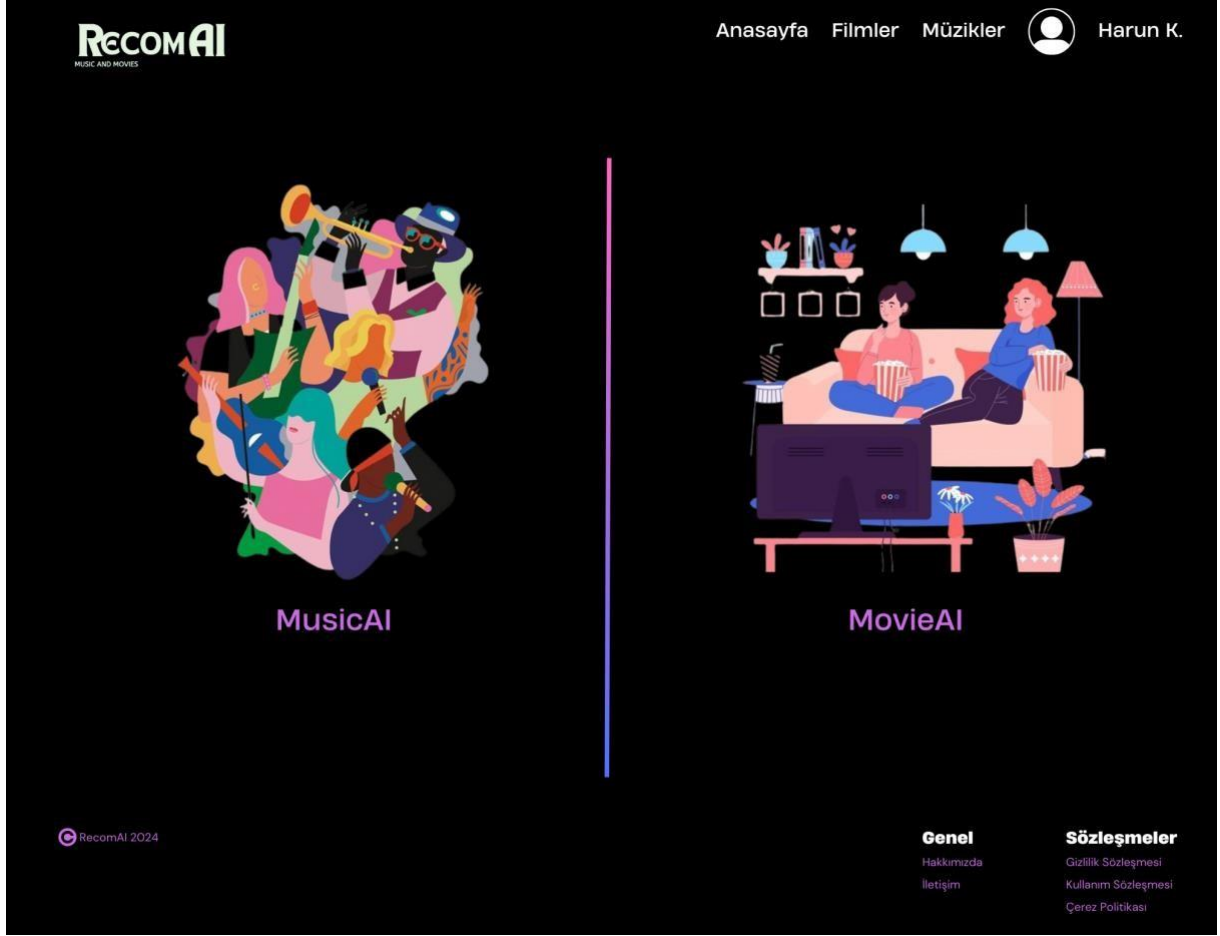 RECOMAI
MUSIC AND MOVIES
Anasayfa Filmler Müzikler Harun K.
MusicAI
MovieAI
© RecomAI 2024
Genel
Hakkımızda
İletişim
Sözleşmeler
Gizlilik Sözleşmesi
Kullanım Sözleşmesi
Çerez Politikası